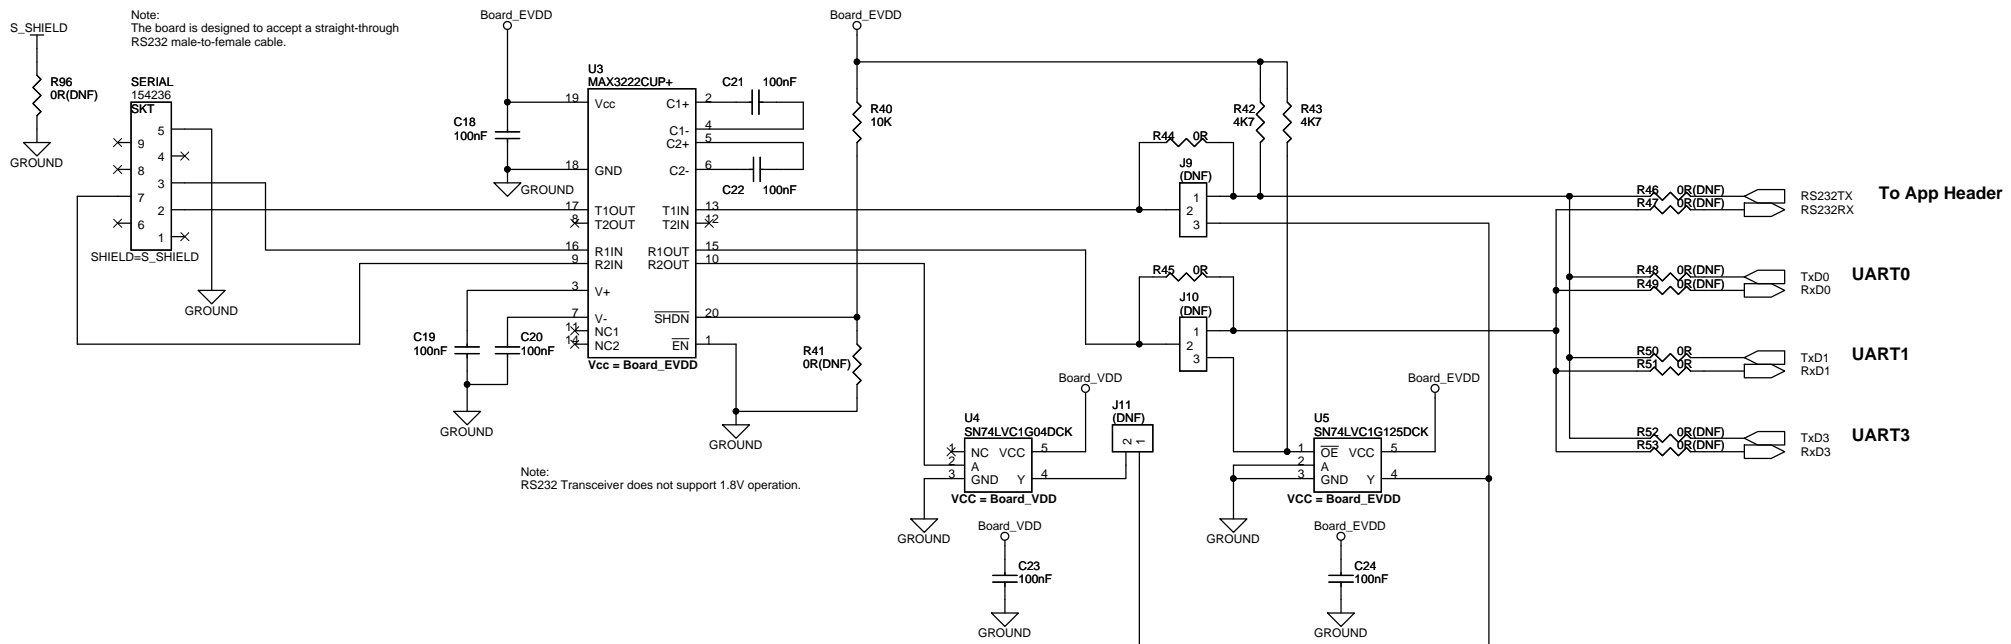 Note:
The board is designed to accept a straight-through
RS232 male-to-female cable.
S_SHIELD
R96
0R(DNF)
GROUND
SERIAL
154236
SKT
5
9
4
8
3
7
2
6
1
SHIELD=S_SHIELD
GROUND
Board_EVDD
C18
100nF
GROUND
U3
MAX3222CUP+
19 Vcc C1+ 2
C1- 4
C2+ 5
18 GND C2- 6
17 T1OUT T1IN 13
8 T2OUT T2IN 12
16 R1IN R1OUT 15
9 R2IN R2OUT 10
3 V+
7 V- SHDN 20
11 NC1
14 NC2 EN 1
Vcc = Board_EVDD
C21 100nF
C22 100nF
C19
100nF
C20
100nF
GROUND
Board_EVDD
R40
10K
R41
0R(DNF)
GROUND
R42
4K7
R43
4K7
R44 0R
J9
(DNF)
1
2
3
R45 0R
J10
(DNF)
1
2
3
Note:
RS232 Transceiver does not support 1.8V operation.
Board_VDD
U4
SN74LVC1G04DCK
1 NC VCC 5
2 A
3 GND Y 4
VCC = Board_VDD
GROUND
J11
(DNF)
2
1
Board_EVDD
U5
SN74LVC1G125DCK
1 OE VCC 5
2 A
3 GND Y 4
VCC = Board_EVDD
GROUND
Board_VDD
C23
100nF
GROUND
Board_EVDD
C24
100nF
GROUND
R46 0R(DNF) RS232TX To App Header
R47 0R(DNF) RS232RX
R48 0R(DNF) TxD0 UART0
R49 0R(DNF) RxD0
R50 0R TxD1 UART1
R51 0R RxD1
R52 0R(DNF) TxD3 UART3
R53 0R(DNF) RxD3